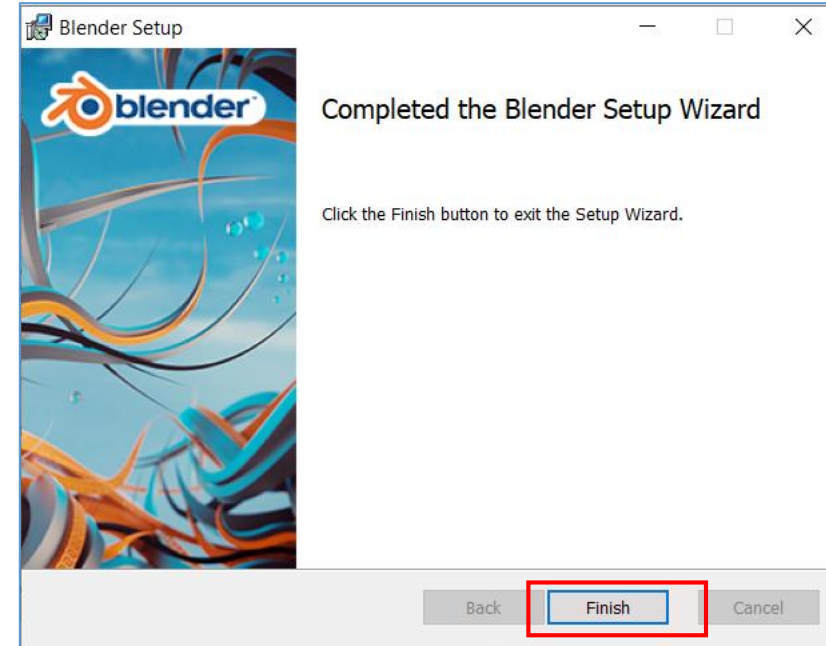 Blender Setup
blender
Completed the Blender Setup Wizard
Click the Finish button to exit the Setup Wizard.
Back Finish Cancel